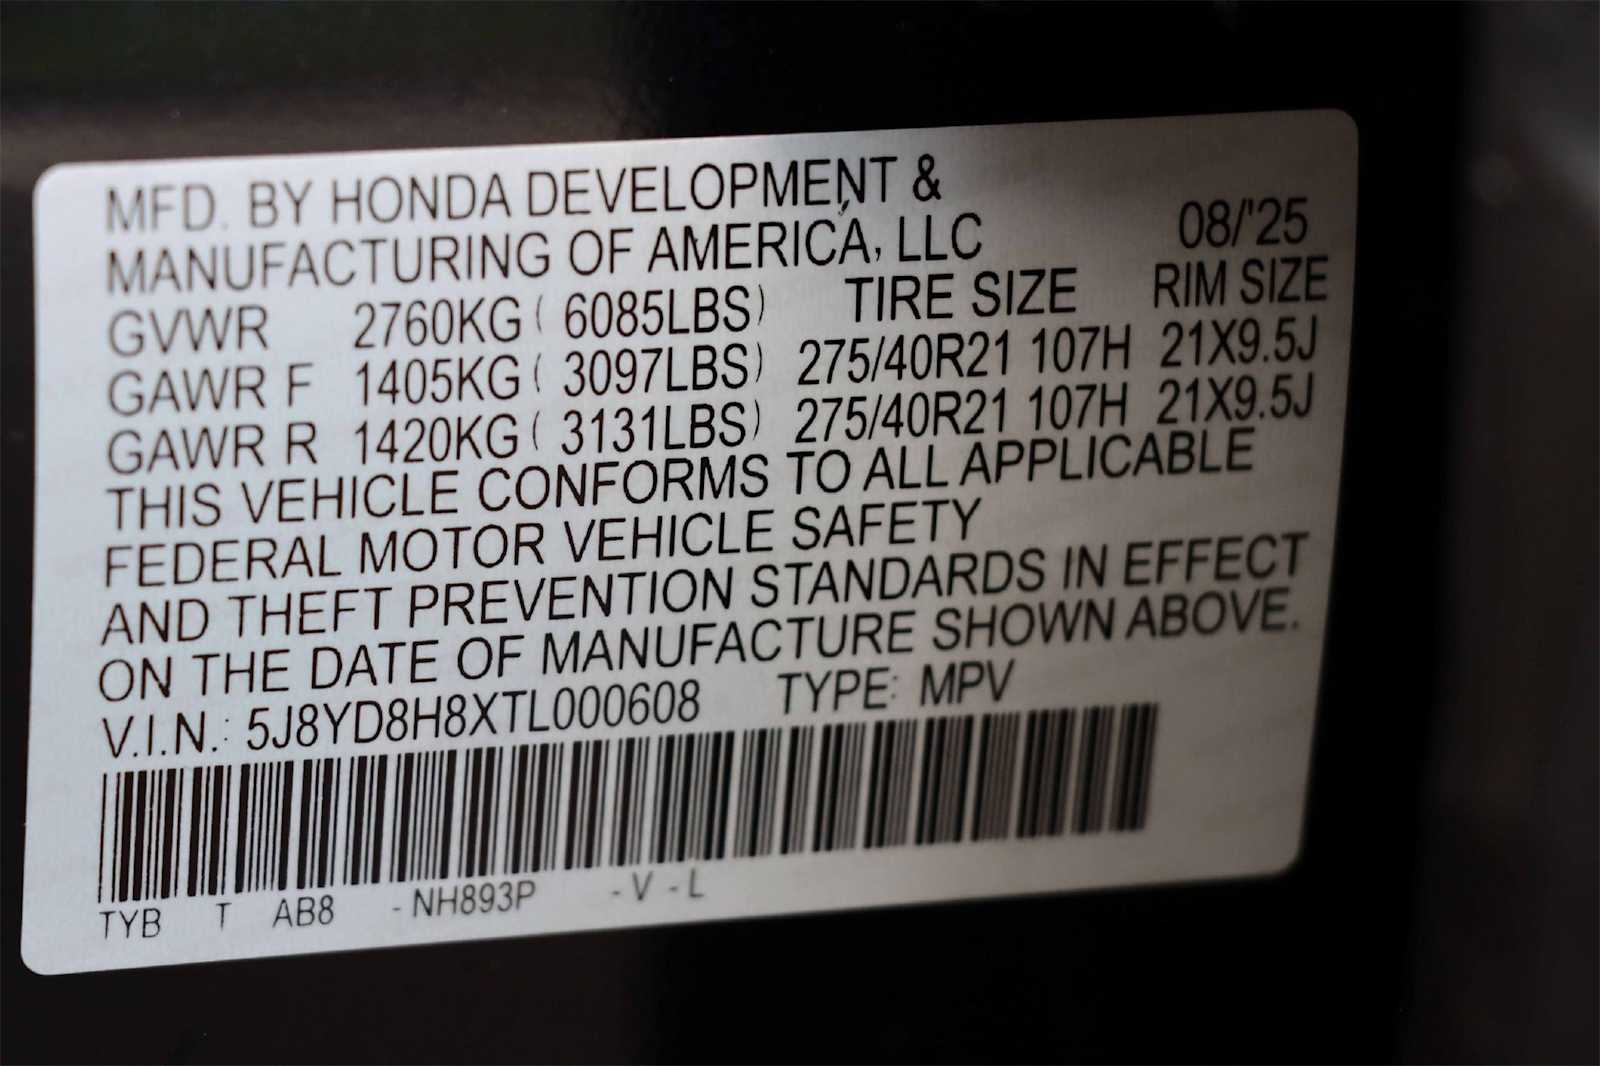 MFD. BY HONDA DEVELOPMENT &
MANUFACTURING OF AMERICA, LLC 08/'25
GVWR 2760KG ( 6085LBS) TIRE SIZE RIM SIZE
GAWR F 1405KG ( 3097LBS) 275/40R21 107H 21X9.5J
GAWR R 1420KG ( 3131LBS) 275/40R21 107H 21X9.5J
THIS VEHICLE CONFORMS TO ALL APPLICABLE
FEDERAL MOTOR VEHICLE SAFETY
AND THEFT PREVENTION STANDARDS IN EFFECT
ON THE DATE OF MANUFACTURE SHOWN ABOVE.
V.I.N.: 5J8YD8H8XTL000608 TYPE: MPV
TYB T AB8 - NH893P - V - L